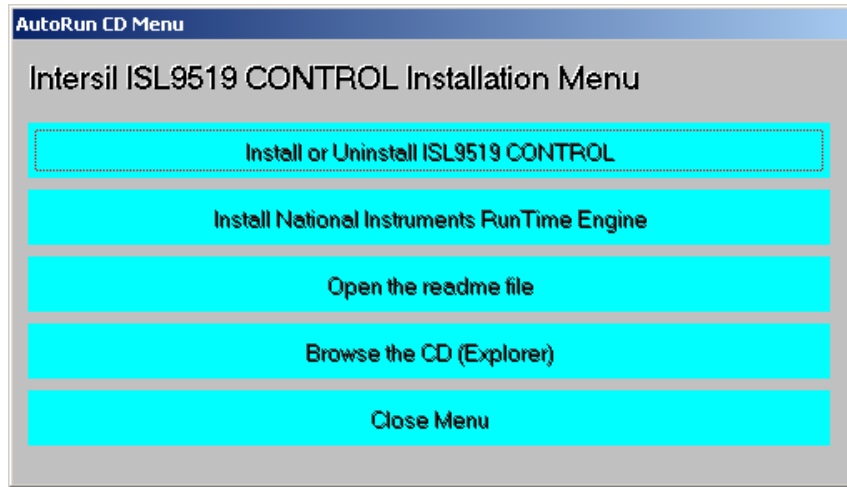 AutoRun CD Menu
Intersil ISL9519 CONTROL Installation Menu
Install or Uninstall ISL9519 CONTROL
Install National Instruments RunTime Engine
Open the readme file
Browse the CD (Explorer)
Close Menu